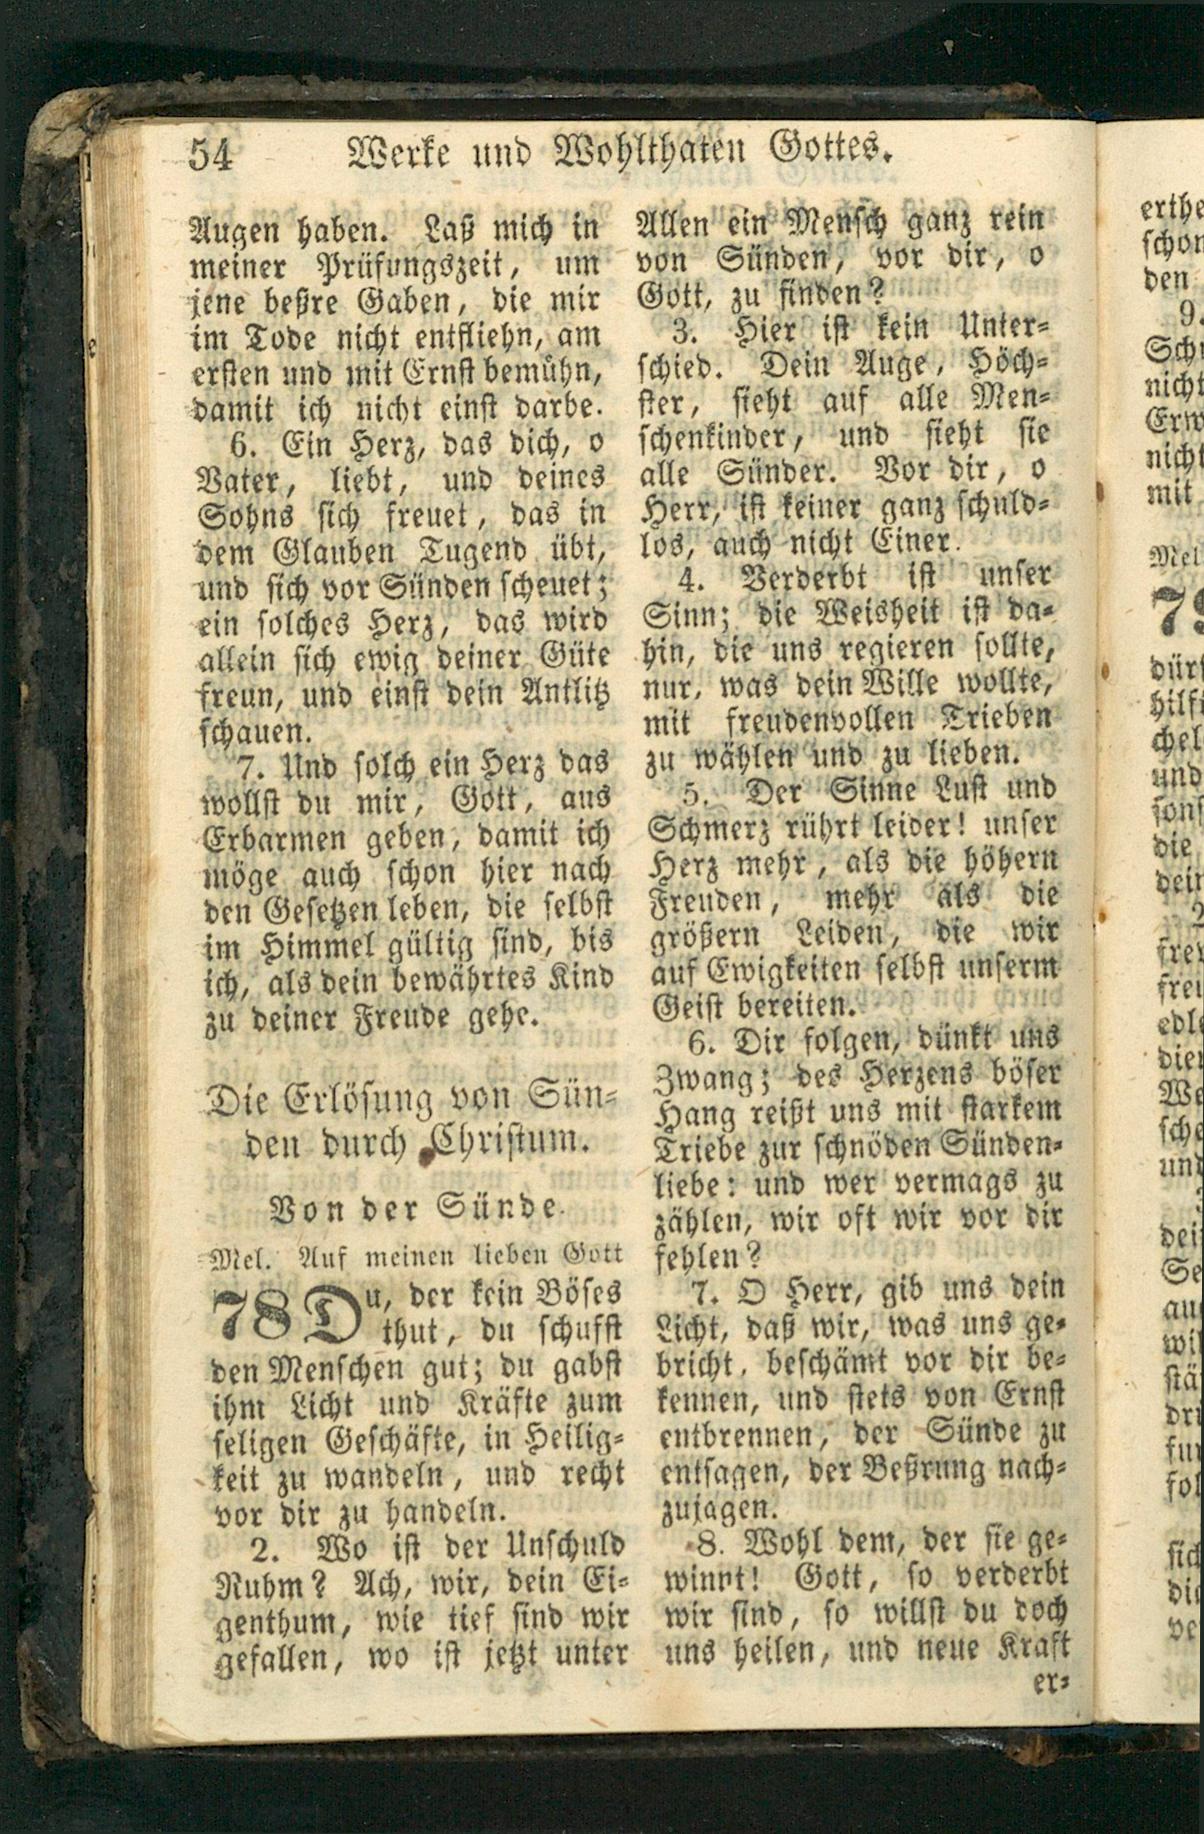 54 Werke und Wohlthaten Gottes.
Augen haben. Laß mich in
meiner Prüfungszeit, um
jene beßre Gaben, die mir
im Tode nicht entfliehn, am
ersten und mit Ernst bemühn,
damit ich nicht einst darbe.
6. Ein Herz, das dich, o
Vater, liebt, und deines
Sohns sich freuet, das in
dem Glauben Tugend übt,
und sich vor Sünden scheuet;
ein solches Herz, das wird
allein sich ewig deiner Güte
freun, und einst dein Antlitz
schauen.
7. Und solch ein Herz das
wollst du mir, Gott, aus
Erbarmen geben, damit ich
möge auch schon hier nach
den Gesetzen leben, die selbst
im Himmel gültig sind, bis
ich, als dein bewährtes Kind
zu deiner Freude gehe.
Die Erlösung von Sün-
den durch Christum.
Von der Sünde.
Mel. Auf meinen lieben Gott
78 Du, der kein Böses
thut, du schufst
den Menschen gut; du gabst
ihm Licht und Kräfte zum
seligen Geschäfte, in Heilig-
keit zu wandeln, und recht
vor dir zu handeln.
2. Wo ist der Unschuld
Ruhm? Ach, wir, dein Ei-
genthum, wie tief sind wir
gefallen, wo ist jetzt unter
Allen ein Mensch ganz rein
von Sünden, vor dir, o
Gott, zu finden?
3. Hier ist kein Unter-
schied. Dein Auge, Höch-
ster, sieht auf alle Men-
schenkinder, und sieht sie
alle Sünder. Vor dir, o
Herr, ist keiner ganz schuld-
los, auch nicht Einer.
4. Verderbt ist unser
Sinn; die Weisheit ist da-
hin, die uns regieren sollte,
nur, was dein Wille wollte,
mit freudenvollen Trieben
zu wählen und zu lieben.
5. Der Sinne Lust und
Schmerz rührt leider! unser
Herz mehr, als die höhern
Freuden, mehr als die
größern Leiden, die wir
auf Ewigkeiten selbst unserm
Geist bereiten.
6. Dir folgen, dünkt uns
Zwang; des Herzens böser
Hang reißt uns mit starkem
Triebe zur schnöden Sünden-
liebe: und wer vermags zu
zählen, wir oft wir vor dir
fehlen?
7. O Herr, gib uns dein
Licht, daß wir, was uns ge-
bricht, beschämt vor dir be-
kennen, und stets von Ernst
entbrennen, der Sünde zu
entsagen, der Beßrung nach-
zujagen.
8. Wohl dem, der sie ge-
winnt! Gott, so verderbt
wir sind, so willst du doch
uns heilen, und neue Kraft
er-